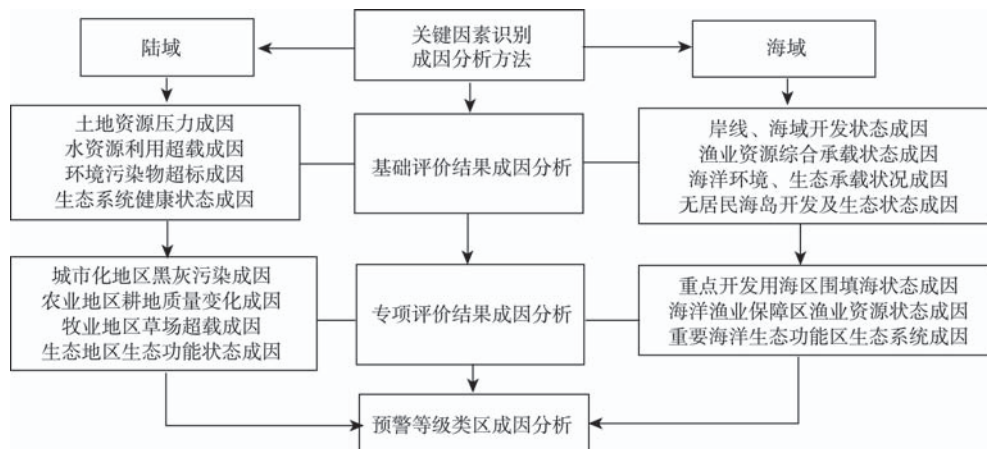 陆域
关键因素识别
成因分析方法
海域
土地资源压力成因
水资源利用超载成因
环境污染物超标成因
生态系统健康状态成因
基础评价结果成因分析
岸线、海域开发状态成因
渔业资源综合承载状态成因
海洋环境、生态承载状况成因
无居民海岛开发及生态状态成因
城市化地区黑灰污染成因
农业地区耕地质量变化成因
牧业地区草场超载成因
生态地区生态功能状态成因
专项评价结果成因分析
重点开发用海区围填海状态成因
海洋渔业保障区渔业资源状态成因
重要海洋生态功能区生态系统成因
预警等级类区成因分析